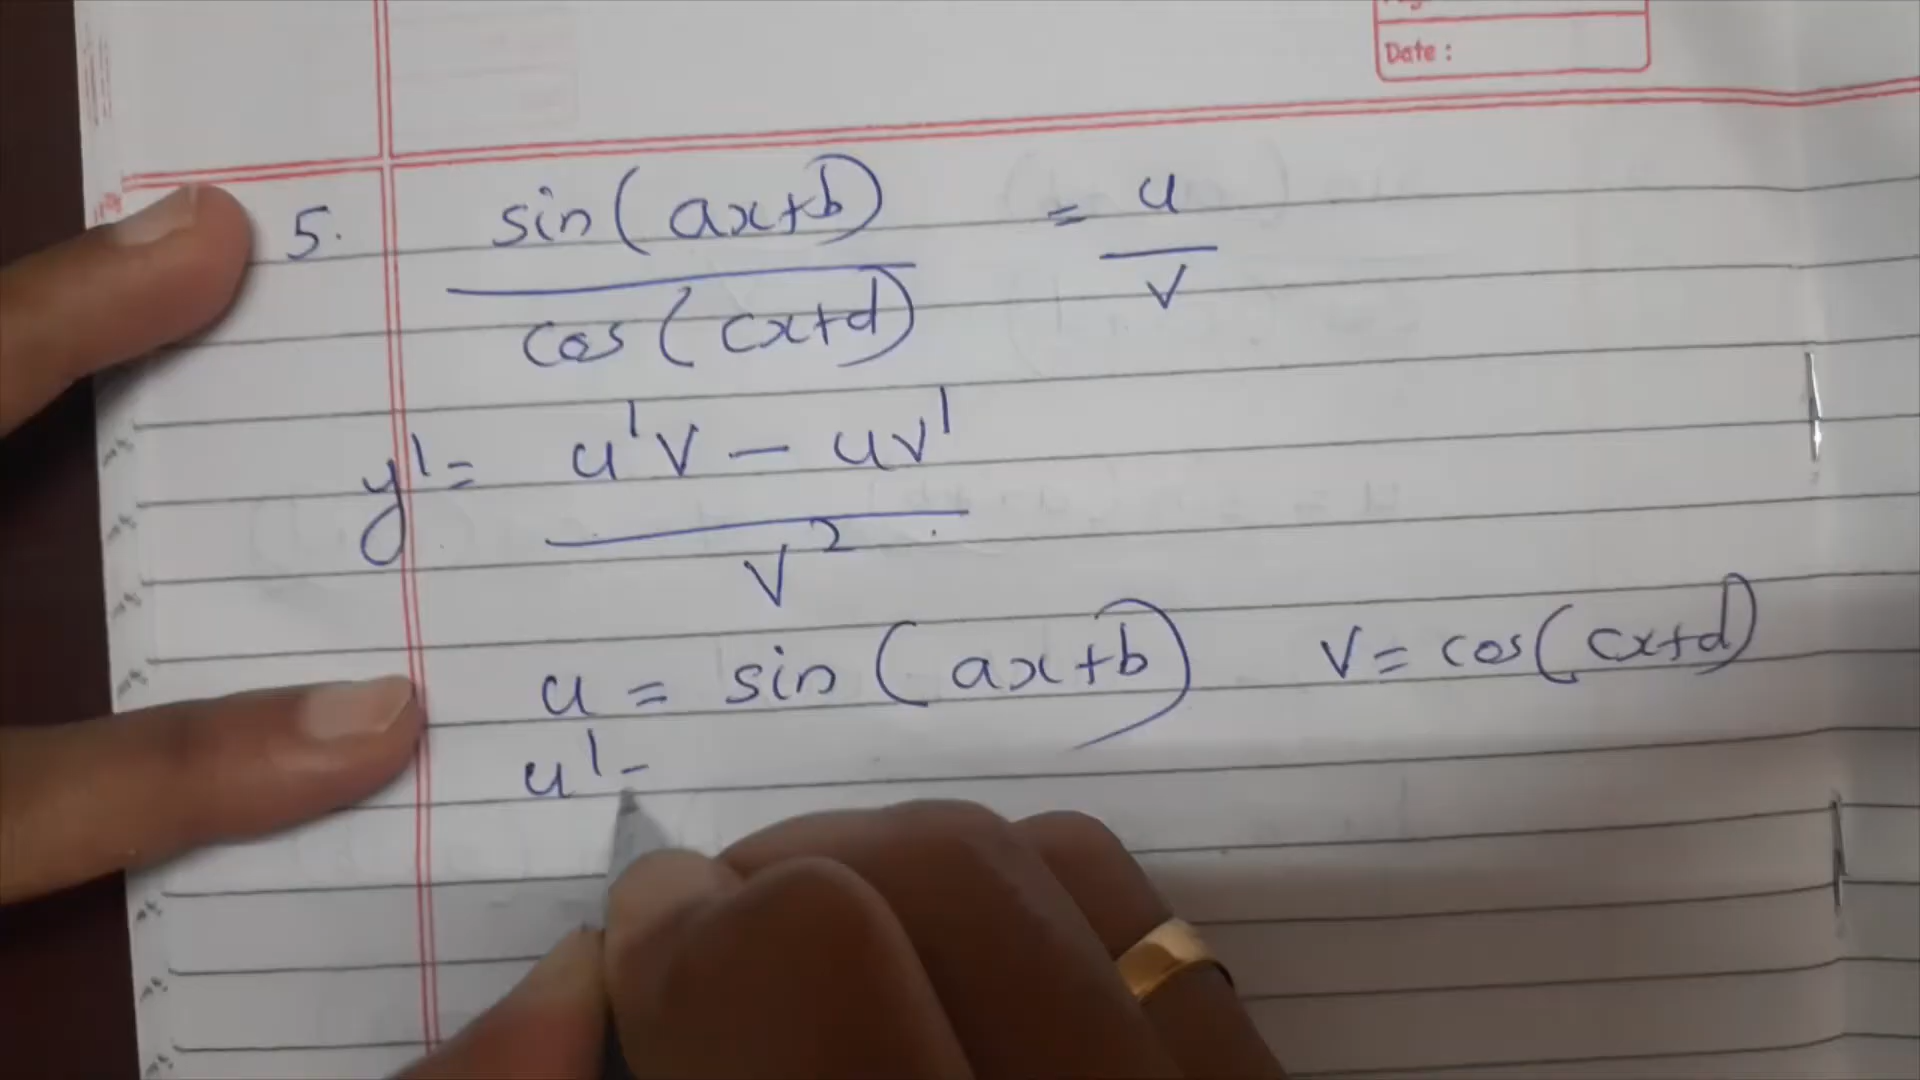 Date :
5. sin(ax+b) / cos(cx+d) = u / v
y' = u'v - uv' / v²
u = sin(ax+b) v = cos(cx+d)
u' -